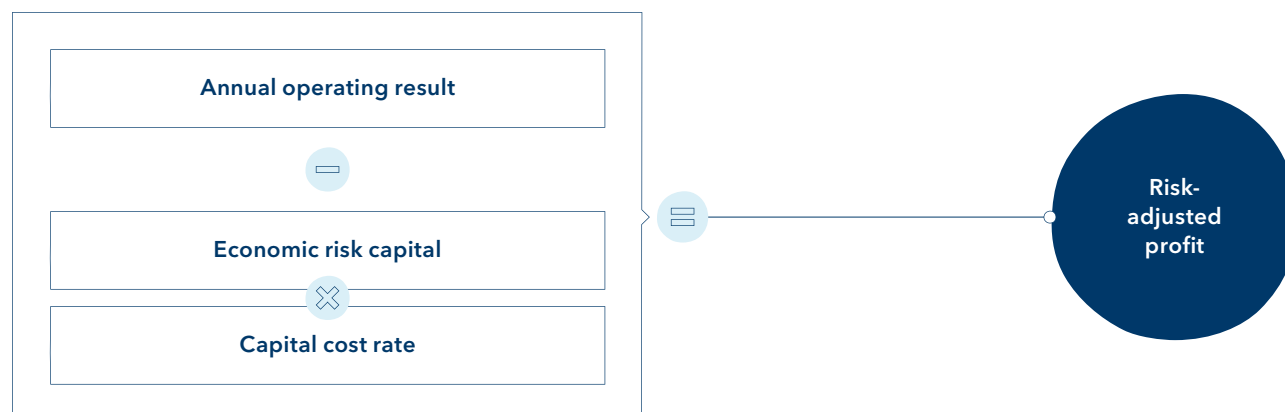 Annual operating result
Economic risk capital
Capital cost rate
Risk-
adjusted
profit